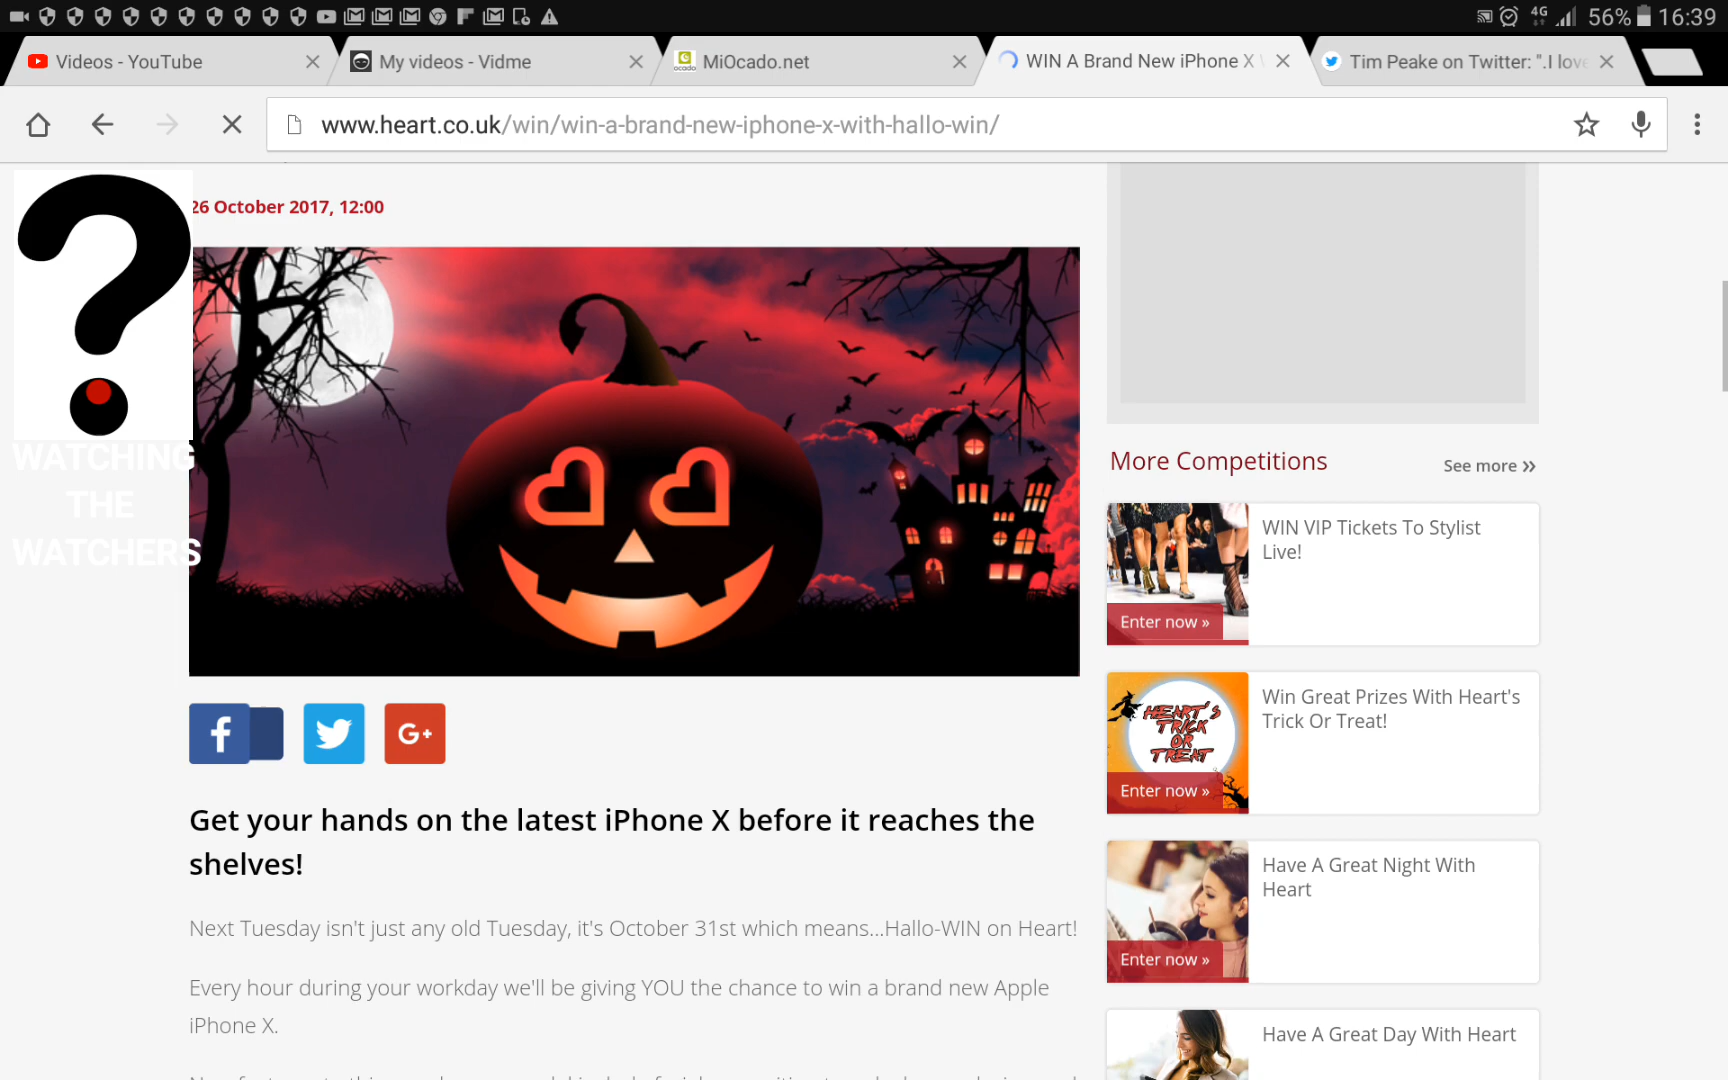 4G 56% 16:39
Videos - YouTube
My videos - Vidme
MiOcado.net
WIN A Brand New iPhone X
Tim Peake on Twitter: ".I love
www.heart.co.uk/win/win-a-brand-new-iphone-x-with-hallo-win/
26 October 2017, 12:00
WATCHING
THE
WATCHERS
f
G+
Get your hands on the latest iPhone X before it reaches the
shelves!
Next Tuesday isn't just any old Tuesday, it's October 31st which means...Hallo-WIN on Heart!
Every hour during your workday we'll be giving YOU the chance to win a brand new Apple
iPhone X.
More Competitions
See more »
WIN VIP Tickets To Stylist
Live!
Enter now »
HEART'S
TRICK
OR
TREAT
Win Great Prizes With Heart's
Trick Or Treat!
Enter now »
Have A Great Night With
Heart
Enter now »
Have A Great Day With Heart